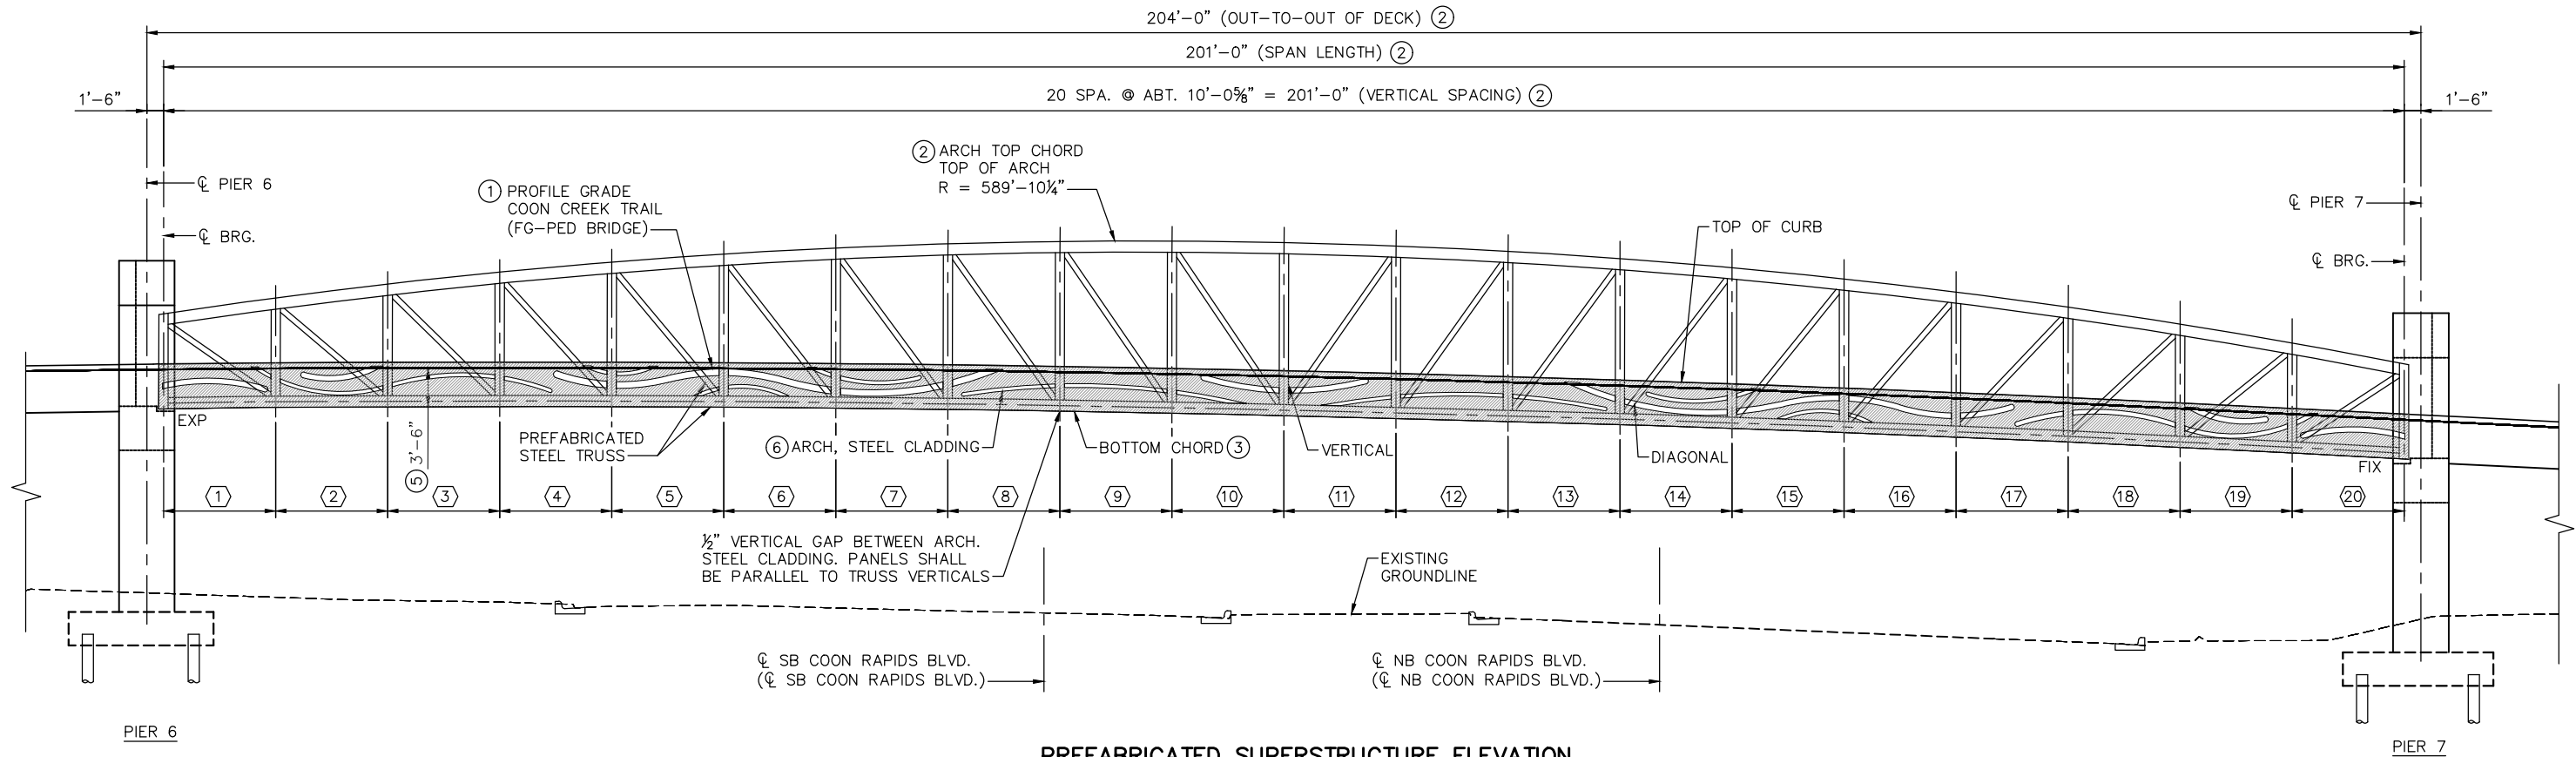 204'-0" (OUT-TO-OUT OF DECK) 2
201'-0" (SPAN LENGTH) 2
1'-6"
20 SPA. @ ABT. 10'-0⅝" = 201'-0" (VERTICAL SPACING) 2
1'-6"
℄ PIER 6
℄ BRG.
1 PROFILE GRADE
COON CREEK TRAIL
(FG-PED BRIDGE)
2 ARCH TOP CHORD
TOP OF ARCH
R = 589'-10¼"
TOP OF CURB
℄ PIER 7
℄ BRG.
EXP
5 3'-6"
PREFABRICATED
STEEL TRUSS
6 ARCH, STEEL CLADDING
BOTTOM CHORD 3
VERTICAL
DIAGONAL
FIX
1 2 3 4 5 6 7 8 9 10 11 12 13 14 15 16 17 18 19 20
½" VERTICAL GAP BETWEEN ARCH.
STEEL CLADDING. PANELS SHALL
BE PARALLEL TO TRUSS VERTICALS
EXISTING
GROUNDLINE
℄ SB COON RAPIDS BLVD.
(℄ SB COON RAPIDS BLVD.)
℄ NB COON RAPIDS BLVD.
(℄ NB COON RAPIDS BLVD.)
PIER 6
PIER 7
PREFABRICATED SUPERSTRUCTURE ELEVATION